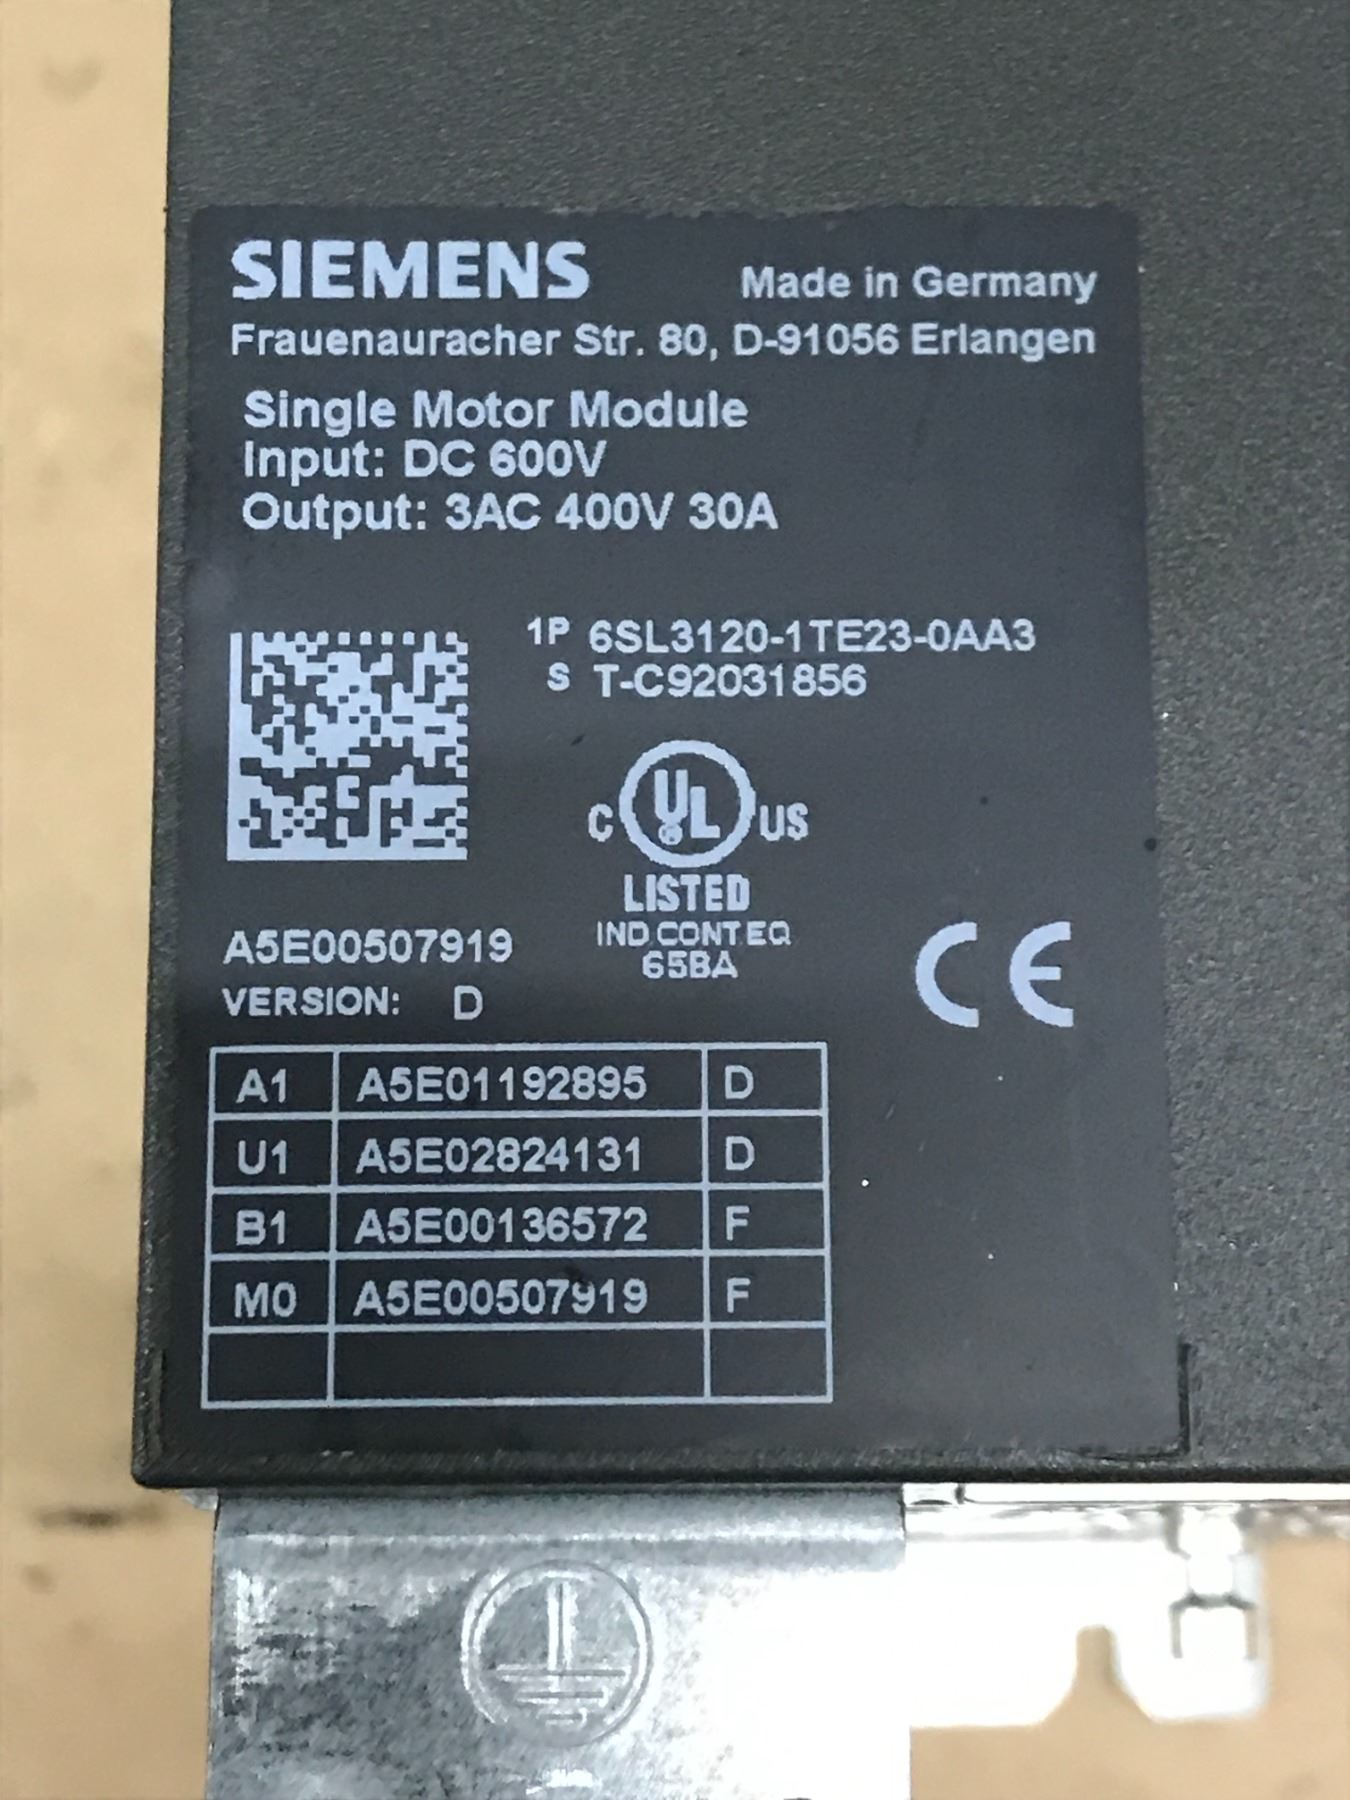 SIEMENS Made in Germany
Frauenauracher Str. 80, D-91056 Erlangen
Single Motor Module
Input: DC 600V
Output: 3AC 400V 30A
1P 6SL3120-1TE23-0AA3
S T-C92031856
C UL US
LISTED
IND.CONT.EQ
65BA
CE
A5E00507919
VERSION: D
A1 A5E01192895 D
U1 A5E02824131 D
B1 A5E00136572 F
M0 A5E00507919 F